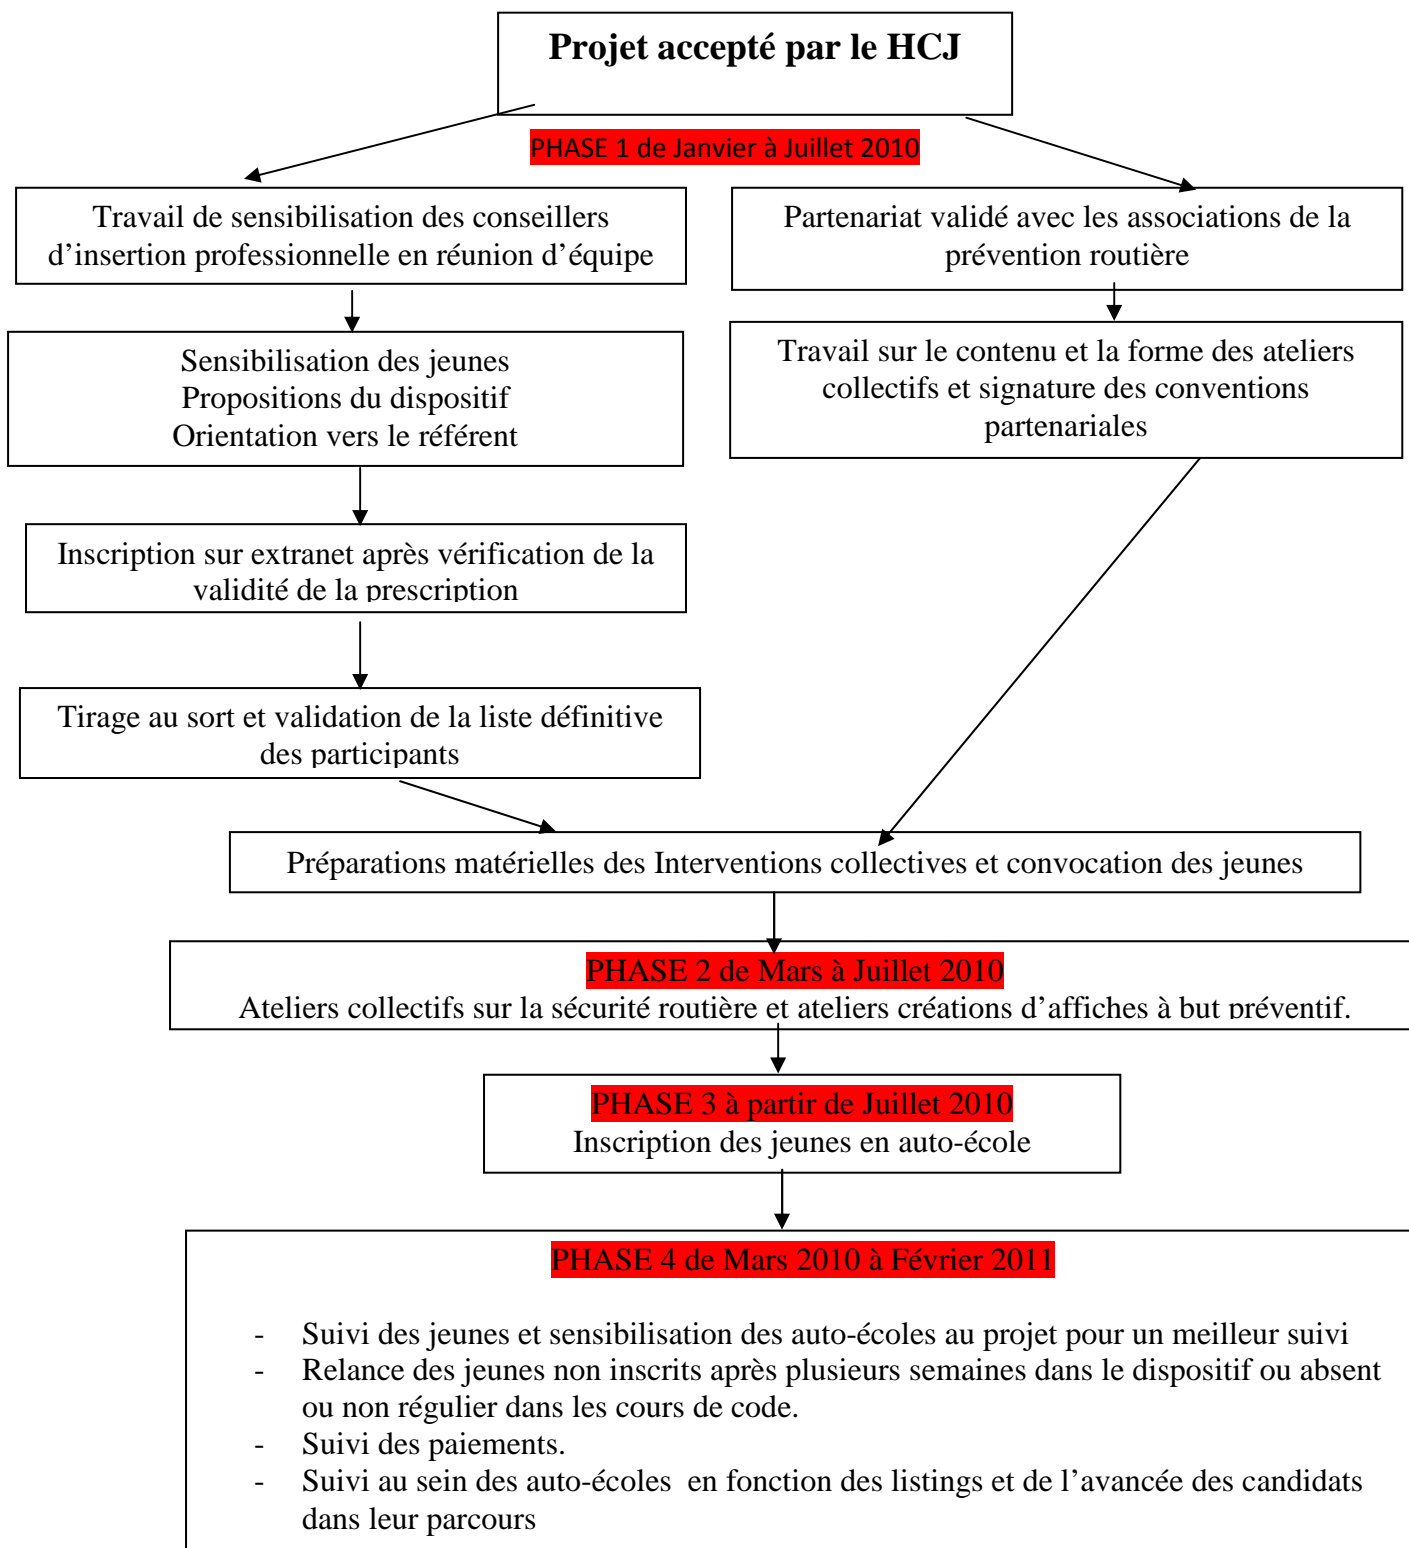 Projet accepté par le HCJ
PHASE 1 de Janvier à Juillet 2010
Travail de sensibilisation des conseillers
d’insertion professionnelle en réunion d’équipe
Partenariat validé avec les associations de la
prévention routière
Sensibilisation des jeunes
Propositions du dispositif
Orientation vers le référent
Travail sur le contenu et la forme des ateliers
collectifs et signature des conventions
partenariales
Inscription sur extranet après vérification de la
validité de la prescription
Tirage au sort et validation de la liste définitive
des participants
Préparations matérielles des Interventions collectives et convocation des jeunes
PHASE 2 de Mars à Juillet 2010
Ateliers collectifs sur la sécurité routière et ateliers créations d’affiches à but préventif.
PHASE 3 à partir de Juillet 2010
Inscription des jeunes en auto-école
PHASE 4 de Mars 2010 à Février 2011
- Suivi des jeunes et sensibilisation des auto-écoles au projet pour un meilleur suivi
- Relance des jeunes non inscrits après plusieurs semaines dans le dispositif ou absent
ou non régulier dans les cours de code.
- Suivi des paiements.
- Suivi au sein des auto-écoles en fonction des listings et de l’avancée des candidats
dans leur parcours